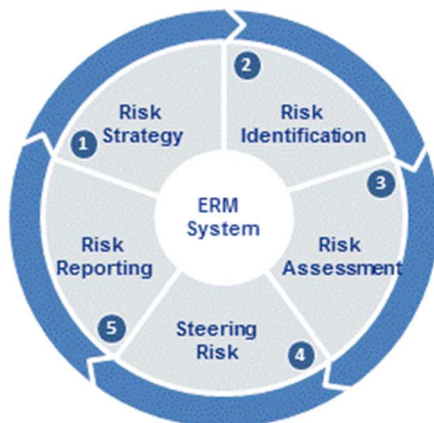 1
Risk
Strategy
2
Risk
Identification
3
Risk
Assessment
4
Steering
Risk
5
Risk
Reporting
ERM
System